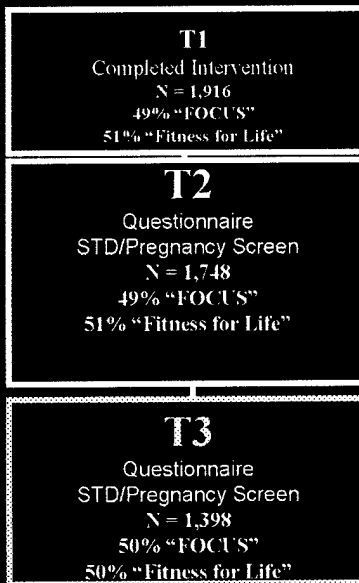 T1
Completed Intervention
N = 1,916
49% “FOCUS”
51% “Fitness for Life”
T2
Questionnaire
STD/Pregnancy Screen
N = 1,748
49% “FOCUS”
51% “Fitness for Life”
T3
Questionnaire
STD/Pregnancy Screen
N = 1,398
50% “FOCUS”
50% “Fitness for Life”